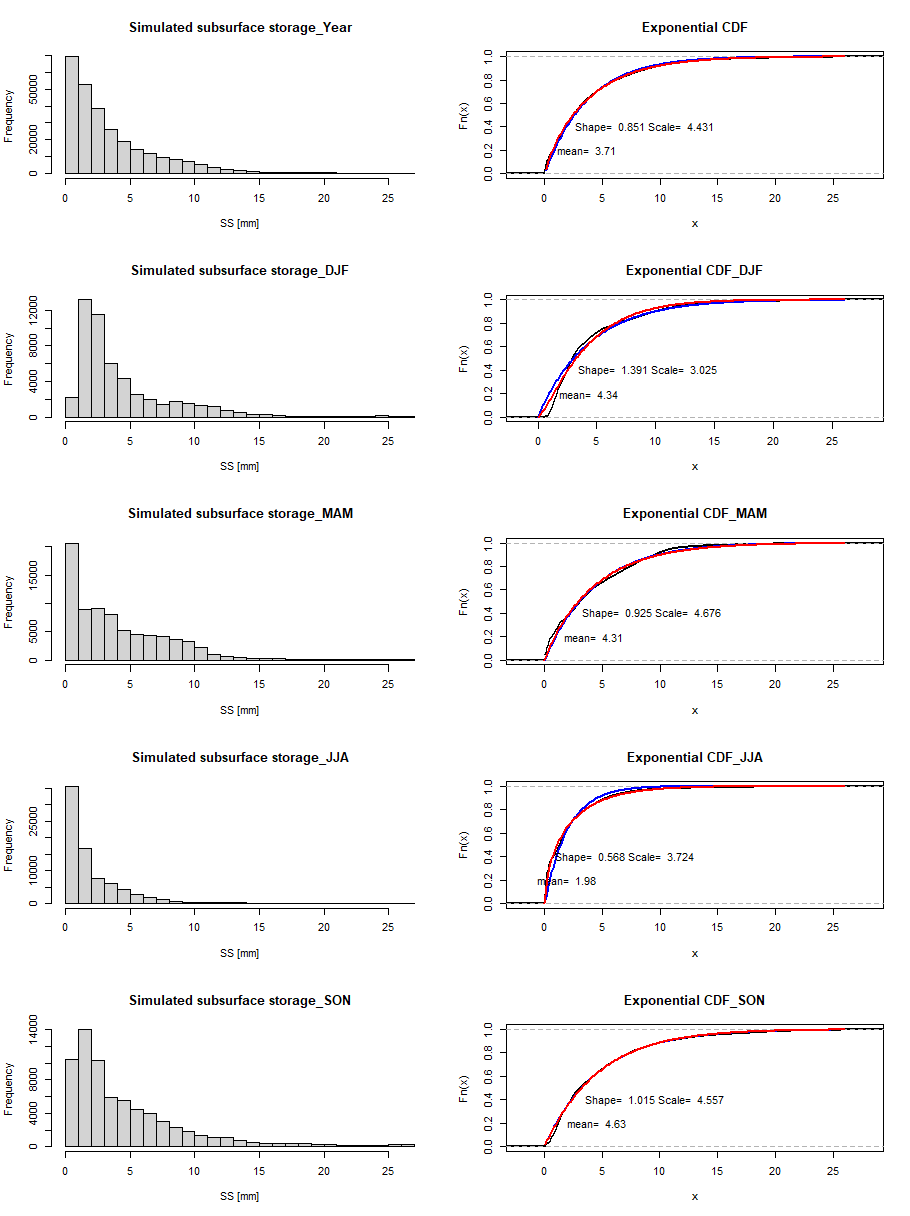 Simulated subsurface storage_Year
Frequency
0 20000 50000
0 5 10 15 20 25
SS [mm]
Exponential CDF
Fn(x)
0.0 0.2 0.4 0.6 0.8 1.0
Shape= 0.851 Scale= 4.431
mean= 3.71
0 5 10 15 20 25
x
Simulated subsurface storage_DJF
Frequency
0 4000 8000 12000
0 5 10 15 20 25
SS [mm]
Exponential CDF_DJF
Fn(x)
0.0 0.2 0.4 0.6 0.8 1.0
Shape= 1.391 Scale= 3.025
mean= 4.34
0 5 10 15 20 25
x
Simulated subsurface storage_MAM
Frequency
0 5000 15000
0 5 10 15 20 25
SS [mm]
Exponential CDF_MAM
Fn(x)
0.0 0.2 0.4 0.6 0.8 1.0
Shape= 0.925 Scale= 4.676
mean= 4.31
0 5 10 15 20 25
x
Simulated subsurface storage_JJA
Frequency
0 10000 25000
0 5 10 15 20 25
SS [mm]
Exponential CDF_JJA
Fn(x)
0.0 0.2 0.4 0.6 0.8 1.0
Shape= 0.568 Scale= 3.724
mean= 1.98
0 5 10 15 20 25
x
Simulated subsurface storage_SON
Frequency
0 4000 8000 14000
0 5 10 15 20 25
SS [mm]
Exponential CDF_SON
Fn(x)
0.0 0.2 0.4 0.6 0.8 1.0
Shape= 1.015 Scale= 4.557
mean= 4.63
0 5 10 15 20 25
x